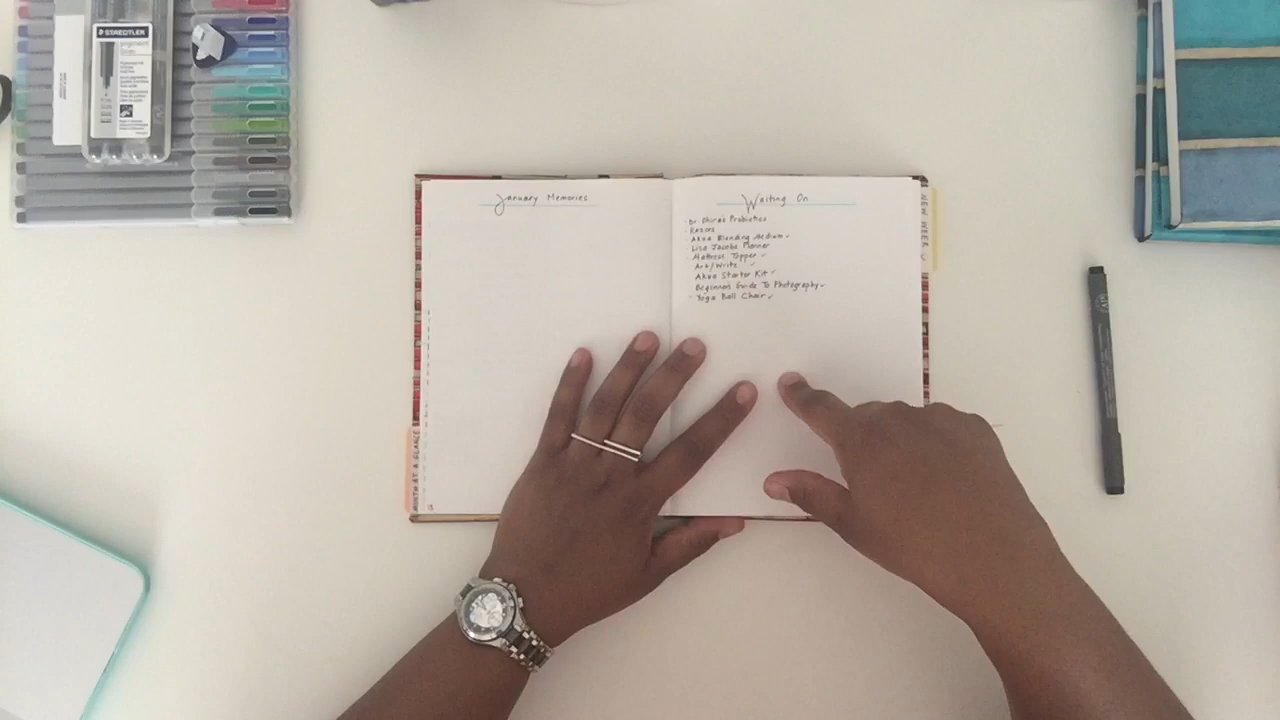 STAEDTLER
January Memories
Waiting On
Dr. Shira's Probiotics
Razors
Akua Blending Medium ✓
Lisa Jacobs Planner
Mattress Topper ✓
Art/Write ✓
Akua Starter Kit ✓
Beginners Guide To Photography ✓
Yoga Ball Chair ✓
NEW WEEK
MONTH AT A GLANCE